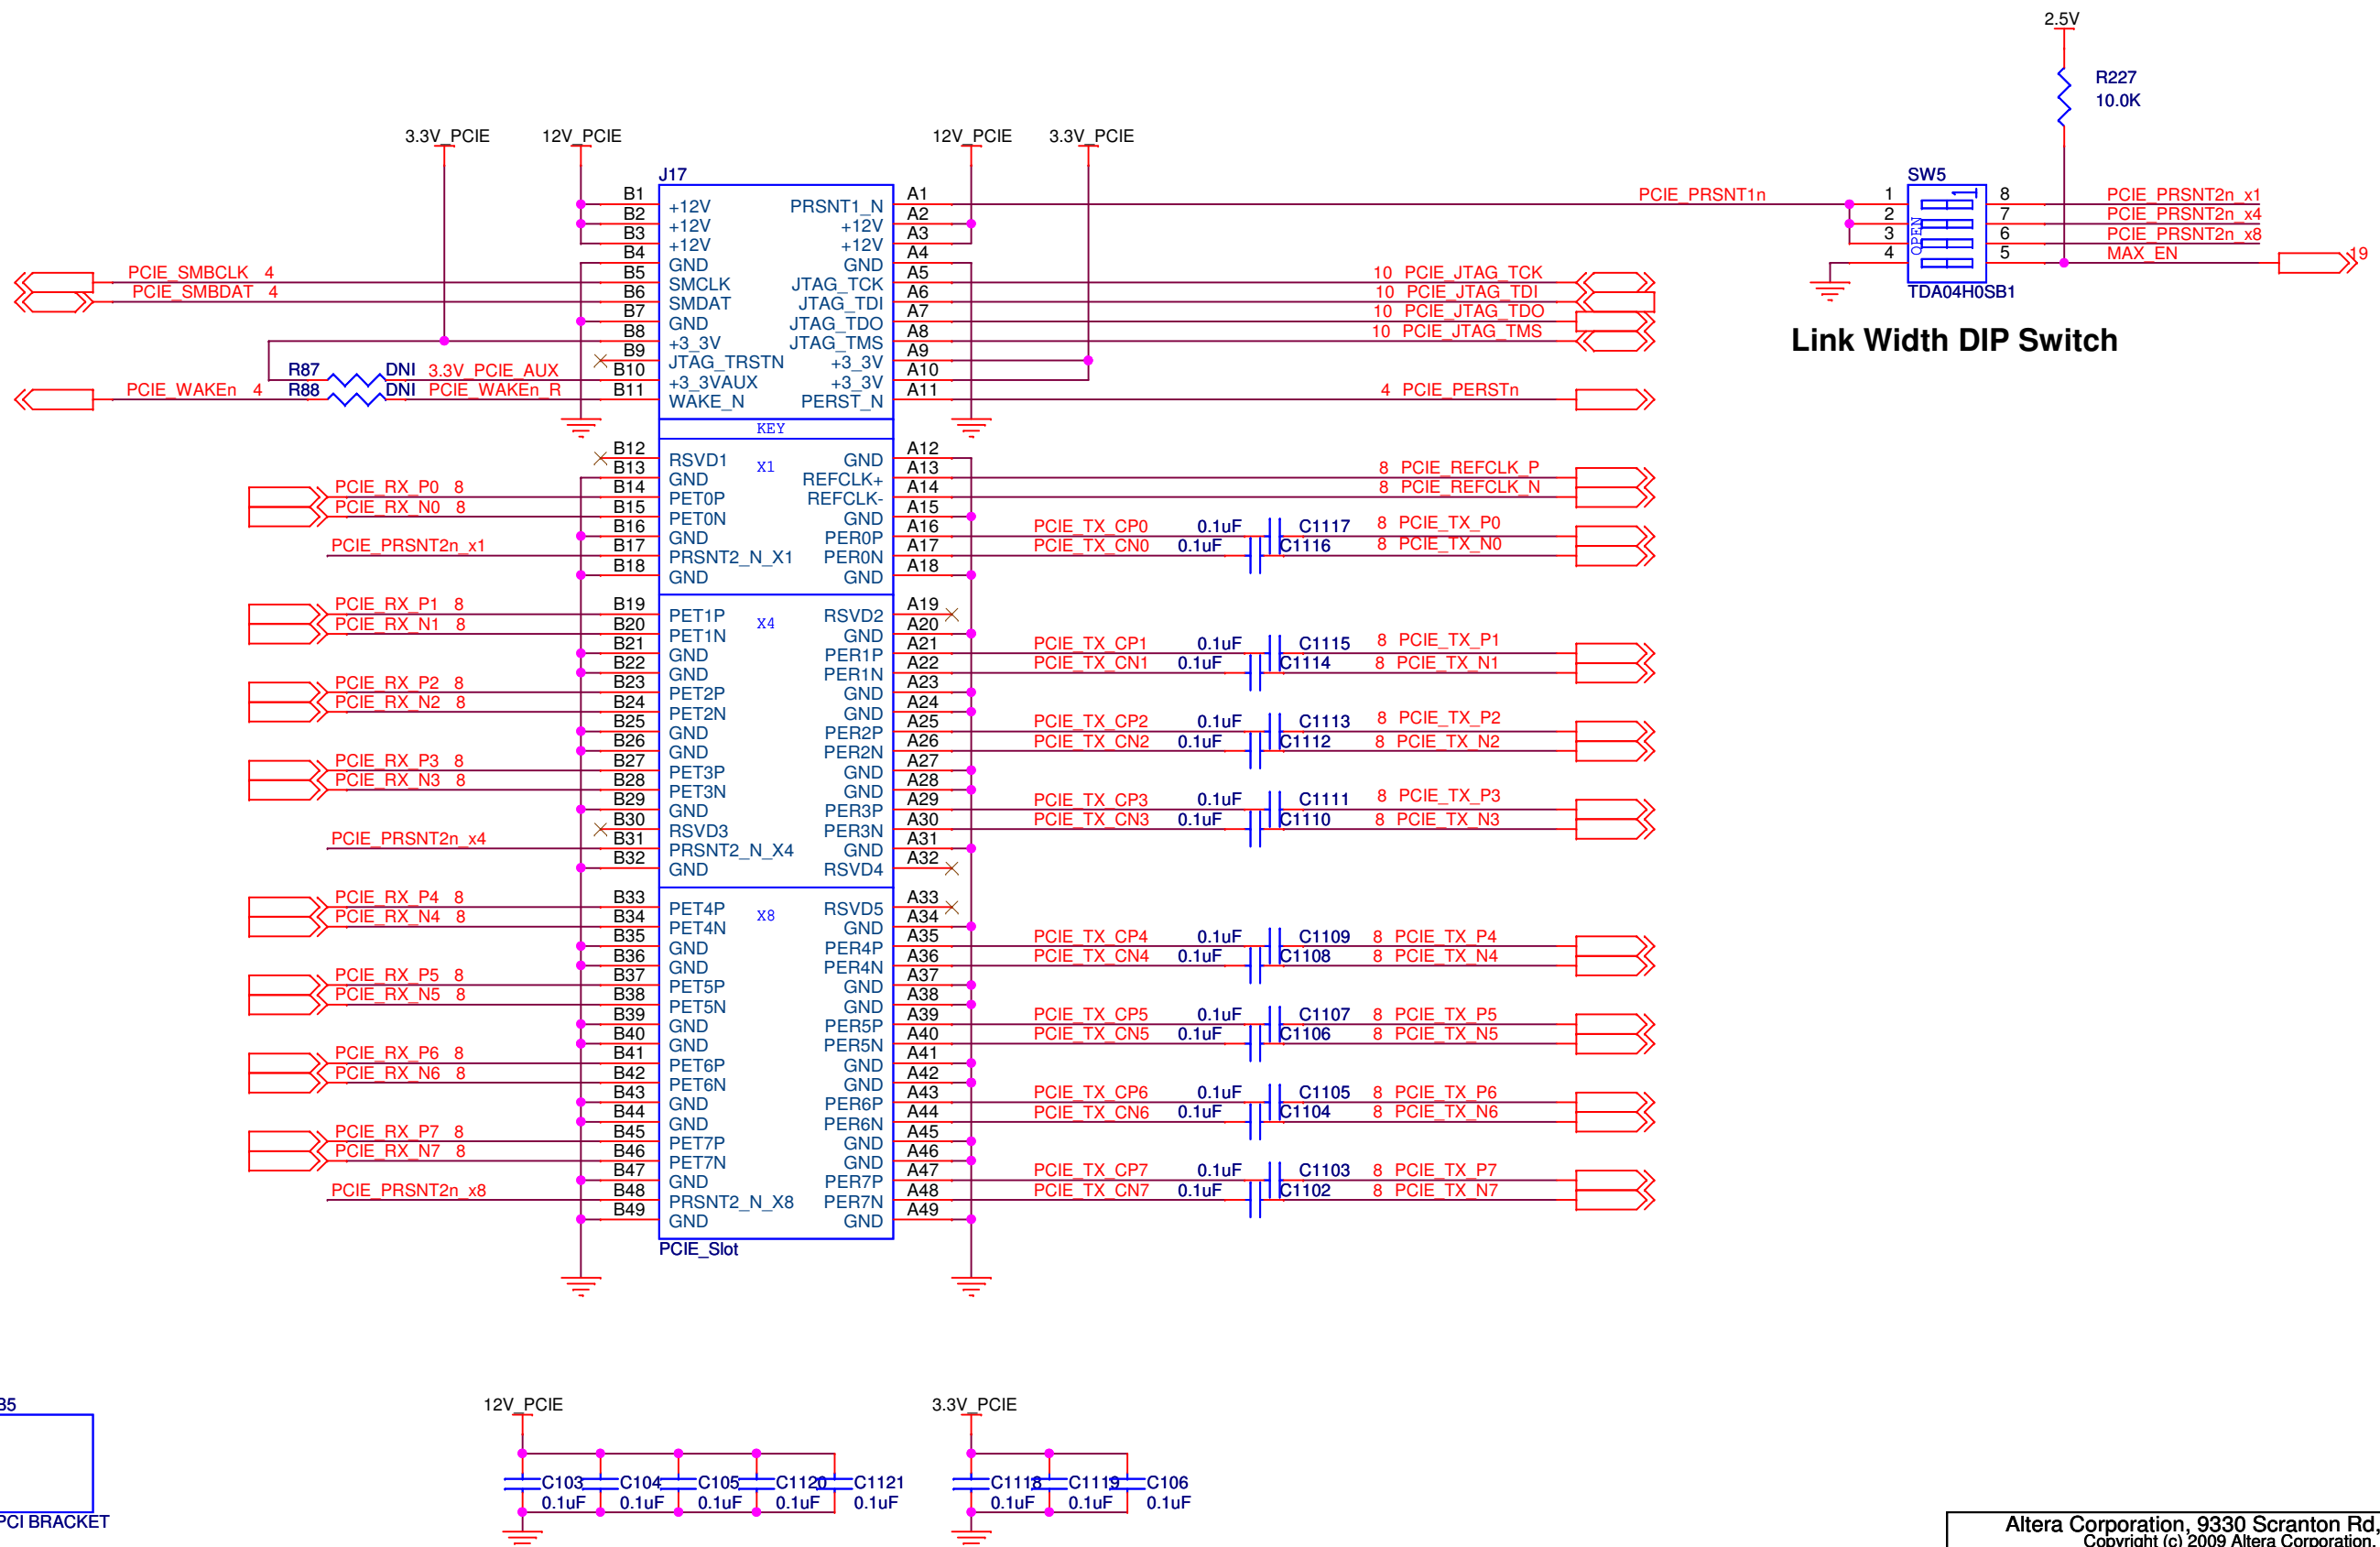 2.5V
R227
10.0K
3.3V_PCIE 12V_PCIE 12V_PCIE 3.3V_PCIE
J17
SW5
B1 +12V PRSNT1_N A1 PCIE_PRSNT1n 1 8 PCIE_PRSNT2n_x1
B2 +12V +12V A2 2 7 PCIE_PRSNT2n_x4
B3 +12V +12V A3 3 6 PCIE_PRSNT2n_x8
B4 GND GND A4 4 OPEN 5 MAX_EN 19
PCIE_SMBCLK 4 B5 SMCLK JTAG_TCK A5 10 PCIE_JTAG_TCK
TDA04H0SB1
PCIE_SMBDAT 4 B6 SMDAT JTAG_TDI A6 10 PCIE_JTAG_TDI
B7 GND JTAG_TDO A7 10 PCIE_JTAG_TDO
B8 +3_3V JTAG_TMS A8 10 PCIE_JTAG_TMS
Link Width DIP Switch
B9 JTAG_TRSTN +3_3V A9
R87 DNI 3.3V_PCIE_AUX B10 +3_3VAUX +3_3V A10
PCIE_WAKEn 4 R88 DNI PCIE_WAKEn_R B11 WAKE_N PERST_N A11 4 PCIE_PERSTn
KEY
B12 RSVD1 X1 GND A12
B13 GND REFCLK+ A13 8 PCIE_REFCLK_P
PCIE_RX_P0 8 B14 PET0P REFCLK- A14 8 PCIE_REFCLK_N
PCIE_RX_N0 8 B15 PET0N GND A15
B16 GND PER0P A16 PCIE_TX_CP0 0.1uF C1117 8 PCIE_TX_P0
PCIE_PRSNT2n_x1 B17 PRSNT2_N_X1 PER0N A17 PCIE_TX_CN0 0.1uF C1116 8 PCIE_TX_N0
B18 GND GND A18
PCIE_RX_P1 8 B19 PET1P X4 RSVD2 A19
PCIE_RX_N1 8 B20 PET1N GND A20
B21 GND PER1P A21 PCIE_TX_CP1 0.1uF C1115 8 PCIE_TX_P1
B22 GND PER1N A22 PCIE_TX_CN1 0.1uF C1114 8 PCIE_TX_N1
PCIE_RX_P2 8 B23 PET2P GND A23
PCIE_RX_N2 8 B24 PET2N GND A24
B25 GND PER2P A25 PCIE_TX_CP2 0.1uF C1113 8 PCIE_TX_P2
B26 GND PER2N A26 PCIE_TX_CN2 0.1uF C1112 8 PCIE_TX_N2
PCIE_RX_P3 8 B27 PET3P GND A27
PCIE_RX_N3 8 B28 PET3N GND A28
B29 GND PER3P A29 PCIE_TX_CP3 0.1uF C1111 8 PCIE_TX_P3
B30 RSVD3 PER3N A30 PCIE_TX_CN3 0.1uF C1110 8 PCIE_TX_N3
PCIE_PRSNT2n_x4 B31 PRSNT2_N_X4 GND A31
B32 GND RSVD4 A32
PCIE_RX_P4 8 B33 PET4P X8 RSVD5 A33
PCIE_RX_N4 8 B34 PET4N GND A34
B35 GND PER4P A35 PCIE_TX_CP4 0.1uF C1109 8 PCIE_TX_P4
B36 GND PER4N A36 PCIE_TX_CN4 0.1uF C1108 8 PCIE_TX_N4
PCIE_RX_P5 8 B37 PET5P GND A37
PCIE_RX_N5 8 B38 PET5N GND A38
B39 GND PER5P A39 PCIE_TX_CP5 0.1uF C1107 8 PCIE_TX_P5
B40 GND PER5N A40 PCIE_TX_CN5 0.1uF C1106 8 PCIE_TX_N5
PCIE_RX_P6 8 B41 PET6P GND A41
PCIE_RX_N6 8 B42 PET6N GND A42
B43 GND PER6P A43 PCIE_TX_CP6 0.1uF C1105 8 PCIE_TX_P6
B44 GND PER6N A44 PCIE_TX_CN6 0.1uF C1104 8 PCIE_TX_N6
PCIE_RX_P7 8 B45 PET7P GND A45
PCIE_RX_N7 8 B46 PET7N GND A46
B47 GND PER7P A47 PCIE_TX_CP7 0.1uF C1103 8 PCIE_TX_P7
PCIE_PRSNT2n_x8 B48 PRSNT2_N_X8 PER7N A48 PCIE_TX_CN7 0.1uF C1102 8 PCIE_TX_N7
B49 GND GND A49
PCIE_Slot
B5 12V_PCIE 3.3V_PCIE
C103 C104 C105 C1120 C1121 C1118 C1119 C106
0.1uF 0.1uF 0.1uF 0.1uF 0.1uF 0.1uF 0.1uF 0.1uF
PCI BRACKET
Altera Corporation, 9330 Scranton Rd,
Copyright (c) 2009 Altera Corporation.